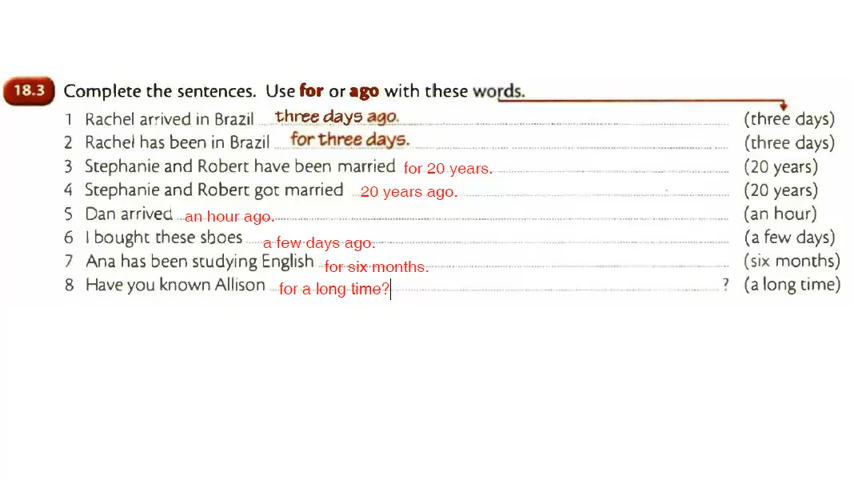 18.3 Complete the sentences. Use for or ago with these words.
1 Rachel arrived in Brazil three days ago. (three days)
2 Rachel has been in Brazil for three days. (three days)
3 Stephanie and Robert have been married for 20 years. (20 years)
4 Stephanie and Robert got married 20 years ago. (20 years)
5 Dan arrived an hour ago. (an hour)
6 I bought these shoes a few days ago. (a few days)
7 Ana has been studying English for six months. (six months)
8 Have you known Allison for a long time? ? (a long time)